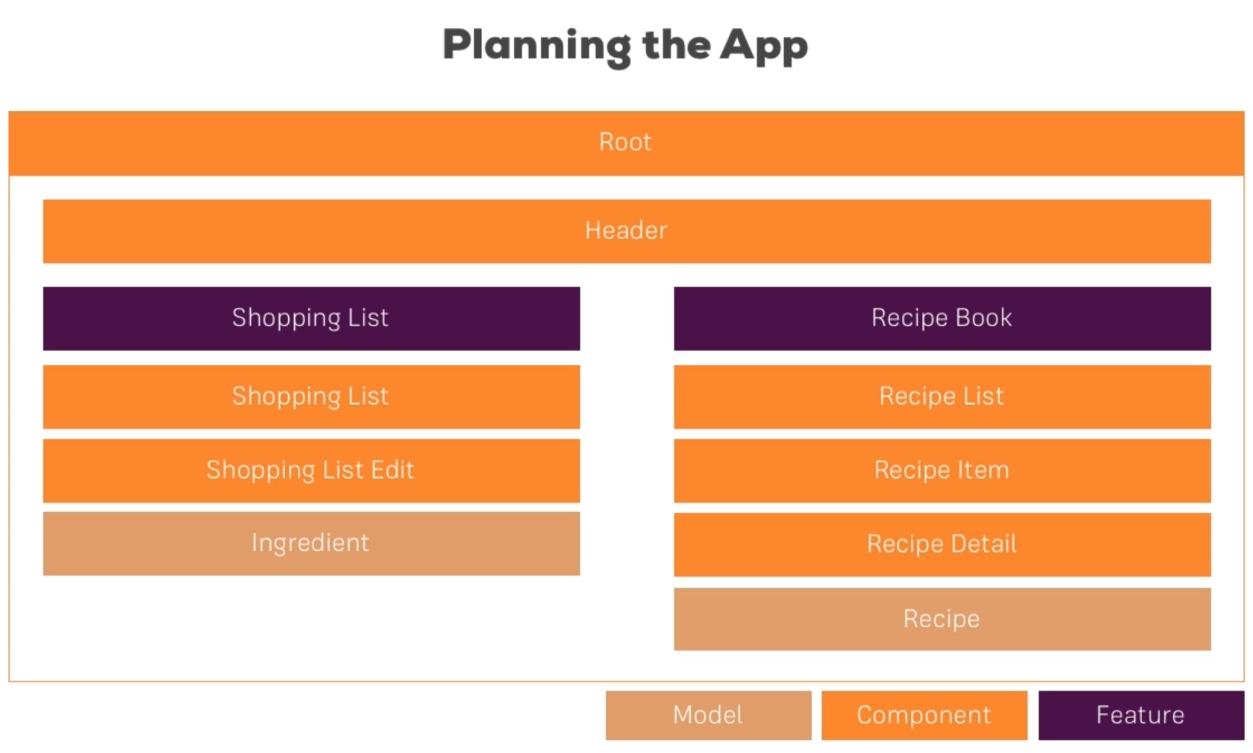 Planning the App
Root
Header
Shopping List
Shopping List
Shopping List Edit
Ingredient
Recipe Book
Recipe List
Recipe Item
Recipe Detail
Recipe
Model
Component
Feature